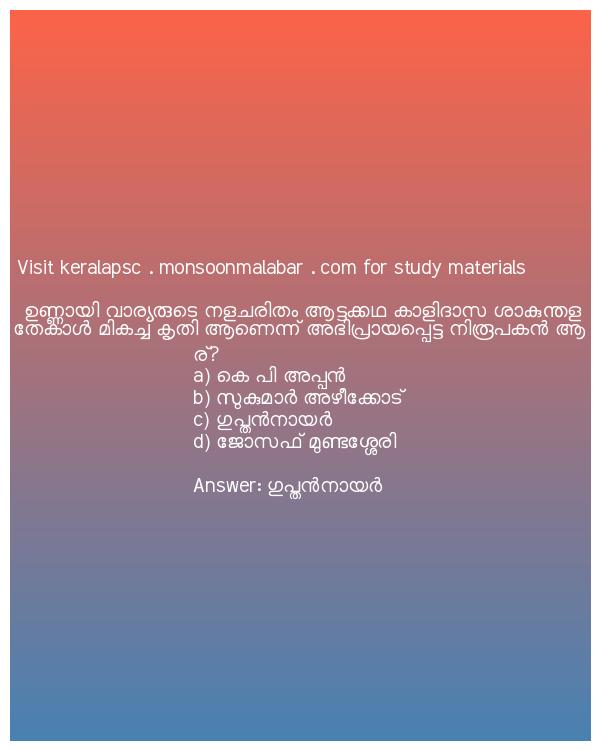 Visit keralapsc . monsoonmalabar . com for study materials
ഉണ്ണായി വാര്യരുടെ നളചരിതം ആട്ടക്കഥ കാളിദാസ ശാകുന്തള
തേക്കാൾ മികച്ച കൃതി ആണെന്ന് അഭിപ്രായപ്പെട്ട നിരൂപകൻ ആ
ര്?
a) കെ പി അപ്പൻ
b) സുകുമാർ അഴീക്കോട്
c) ഗുപ്തൻനായർ
d) ജോസഫ് മുണ്ടശ്ശേരി
Answer: ഗുപ്തൻനായർ